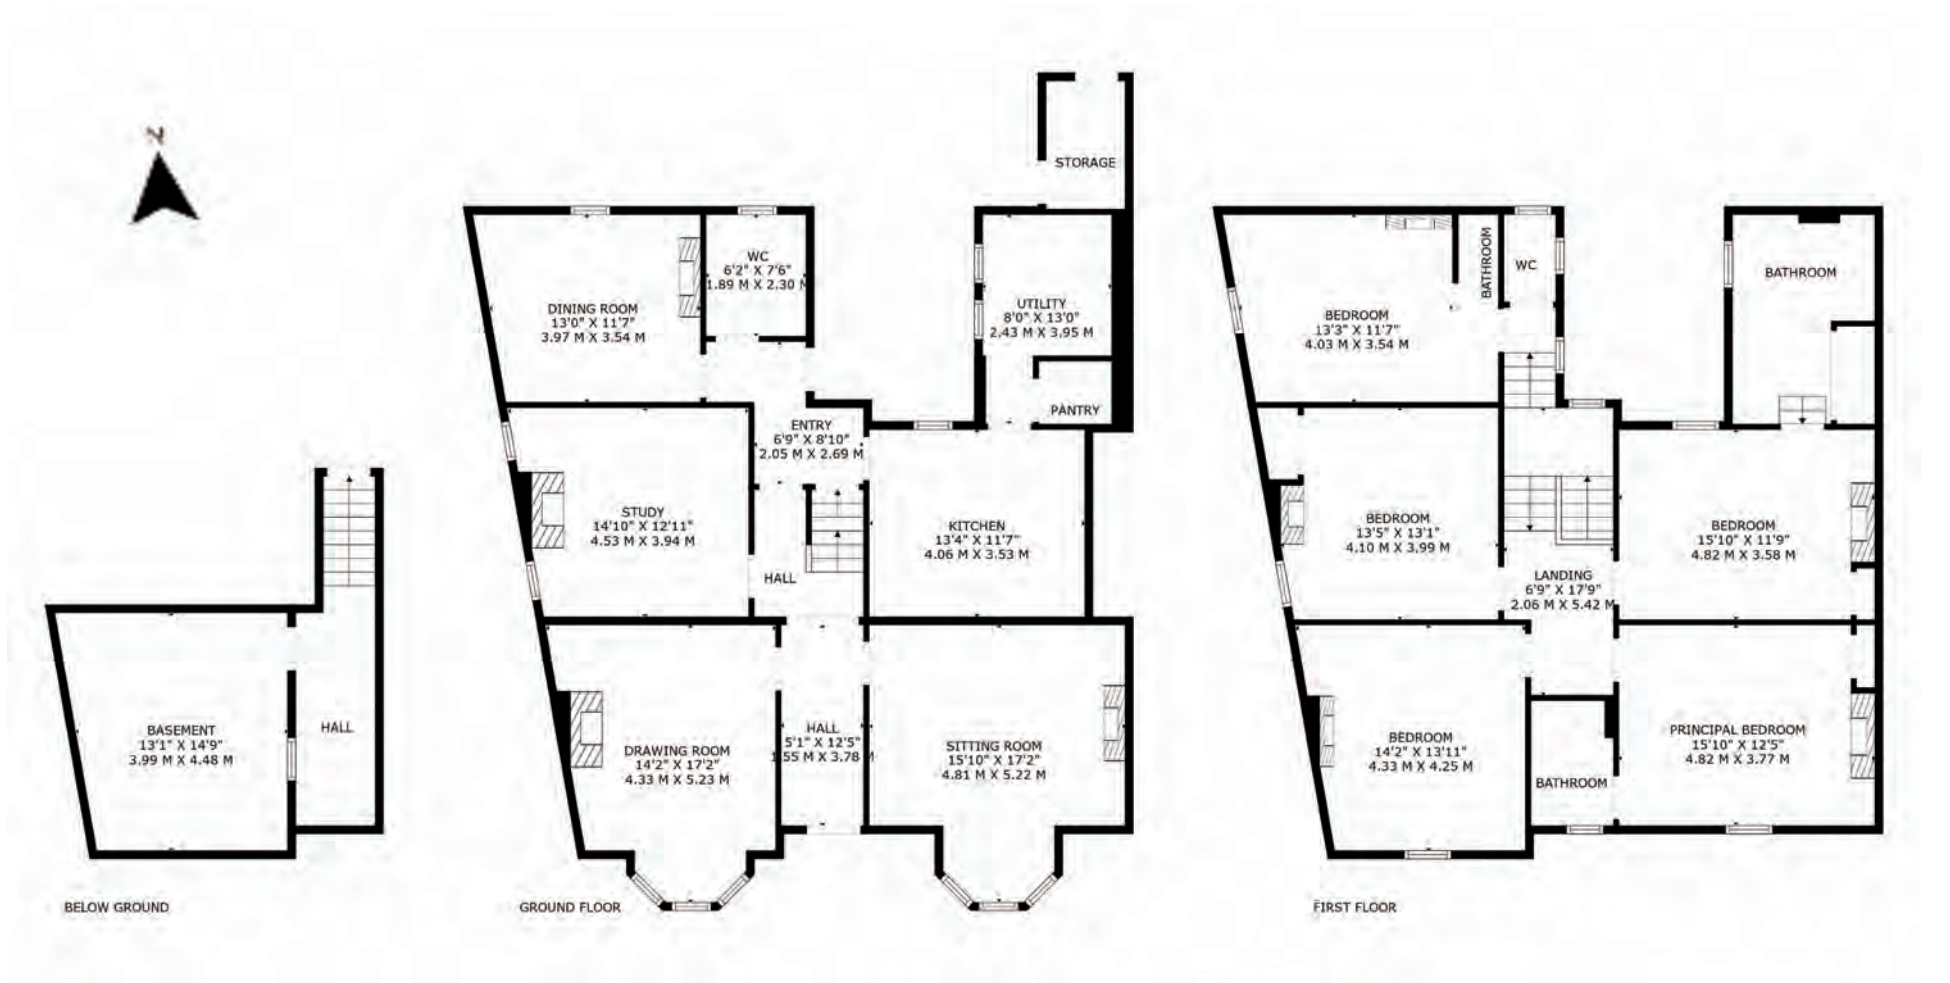 N
STORAGE
DINING ROOM
13'0" X 11'7"
3.97 M X 3.54 M
WC
6'2" X 7'6"
1.89 M X 2.30 M
UTILITY
8'0" X 13'0"
2.43 M X 3.95 M
PANTRY
ENTRY
6'9" X 8'10"
2.05 M X 2.69 M
STUDY
14'10" X 12'11"
4.53 M X 3.94 M
KITCHEN
13'4" X 11'7"
4.06 M X 3.53 M
HALL
DRAWING ROOM
14'2" X 17'2"
4.33 M X 5.23 M
HALL
5'1" X 12'5"
.55 M X 3.78 M
SITTING ROOM
15'10" X 17'2"
4.81 M X 5.22 M
GROUND FLOOR
BASEMENT
13'1" X 14'9"
3.99 M X 4.48 M
HALL
BELOW GROUND
BEDROOM
13'3" X 11'7"
4.03 M X 3.54 M
BATHROOM
WC
BATHROOM
BEDROOM
13'5" X 13'1"
4.10 M X 3.99 M
BEDROOM
15'10" X 11'9"
4.82 M X 3.58 M
LANDING
6'9" X 17'9"
2.06 M X 5.42 M
BEDROOM
14'2" X 13'11"
4.33 M X 4.25 M
BATHROOM
PRINCIPAL BEDROOM
15'10" X 12'5"
4.82 M X 3.77 M
FIRST FLOOR